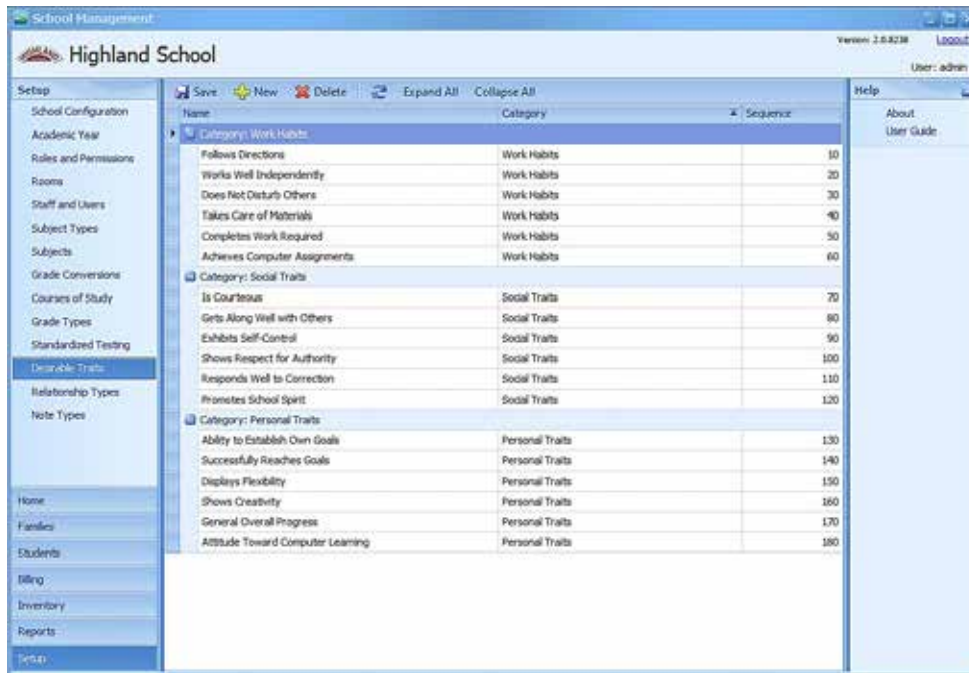 School Management
Highland School
Version: 2.0.8238 Logout
User: admin
Setup
School Configuration
Academic Year
Roles and Permissions
Rooms
Staff and Users
Subject Types
Subjects
Grade Conversions
Courses of Study
Grade Types
Standardized Testing
Desirable Traits
Relationship Types
Note Types
Home
Families
Students
Billing
Inventory
Reports
Setup
Save New Delete Expand All Collapse All
Name Category Sequence
Category: Work Habits
Follows Directions Work Habits 10
Works Well Independently Work Habits 20
Does Not Disturb Others Work Habits 30
Takes Care of Materials Work Habits 40
Completes Work Required Work Habits 50
Achieves Computer Assignments Work Habits 60
Category: Social Traits
Is Courteous Social Traits 70
Gets Along Well with Others Social Traits 80
Exhibits Self-Control Social Traits 90
Shows Respect for Authority Social Traits 100
Responds Well to Correction Social Traits 110
Promotes School Spirit Social Traits 120
Category: Personal Traits
Ability to Establish Own Goals Personal Traits 130
Successfully Reaches Goals Personal Traits 140
Displays Flexibility Personal Traits 150
Shows Creativity Personal Traits 160
General Overall Progress Personal Traits 170
Attitude Toward Computer Learning Personal Traits 180
Help
About
User Guide